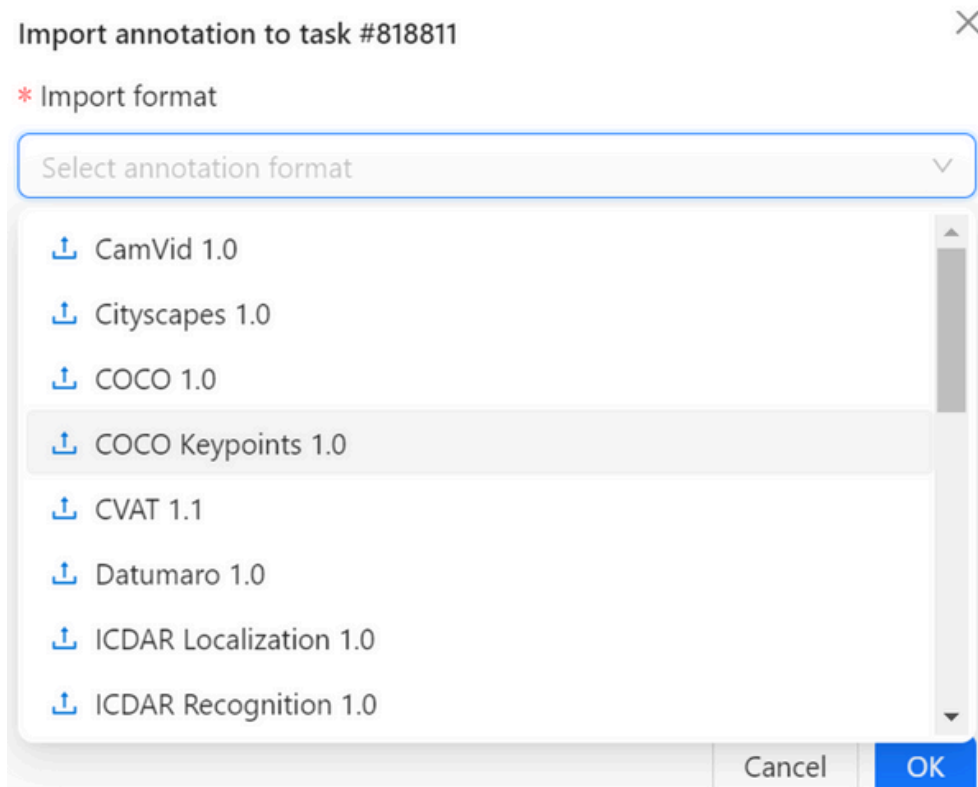 Import annotation to task #818811
* Import format
Select annotation format
CamVid 1.0
Cityscapes 1.0
COCO 1.0
COCO Keypoints 1.0
CVAT 1.1
Datumaro 1.0
ICDAR Localization 1.0
ICDAR Recognition 1.0
Cancel OK